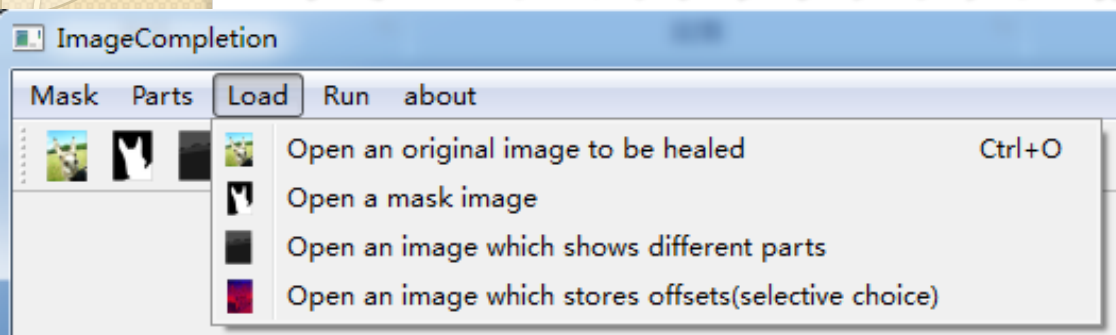 ImageCompletion
Mask Parts Load Run about
Open an original image to be healed Ctrl+O
Open a mask image
Open an image which shows different parts
Open an image which stores offsets(selective choice)